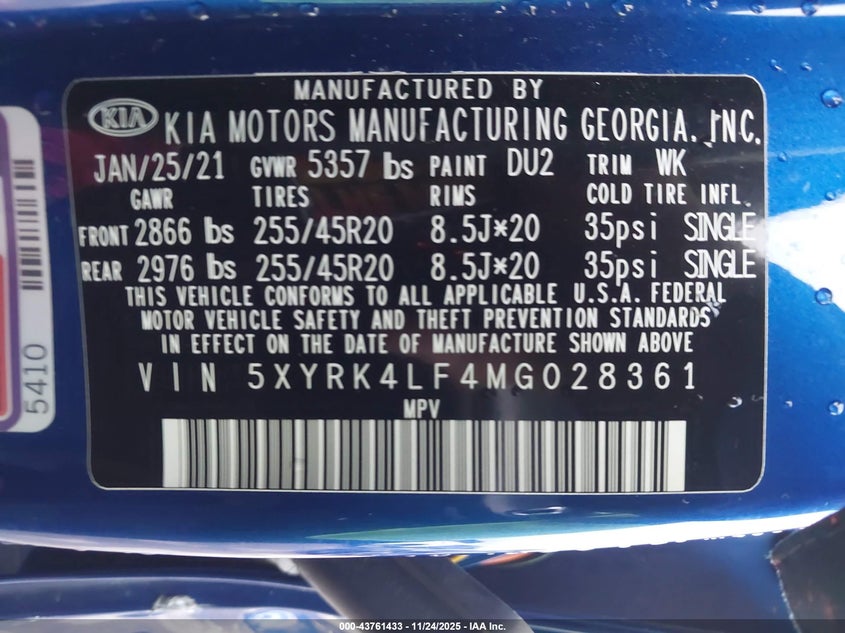 MANUFACTURED BY
KIA KIA MOTORS MANUFACTURING GEORGIA, INC.
JAN/25/21 GVWR 5357 lbs PAINT DU2 TRIM WK
GAWR TIRES RIMS COLD TIRE INFL.
FRONT 2866 lbs 255/45R20 8.5J*20 35psi SINGLE
REAR 2976 lbs 255/45R20 8.5J*20 35psi SINGLE
THIS VEHICLE CONFORMS TO ALL APPLICABLE U.S.A. FEDERAL
MOTOR VEHICLE SAFETY AND THEFT PREVENTION STANDARDS
IN EFFECT ON THE DATE OF MANUFACTURE SHOWN ABOVE
VIN 5XYRK4LF4MG028361
MPV
5410
000-43761433 - 11/24/2025 - IAA Inc.